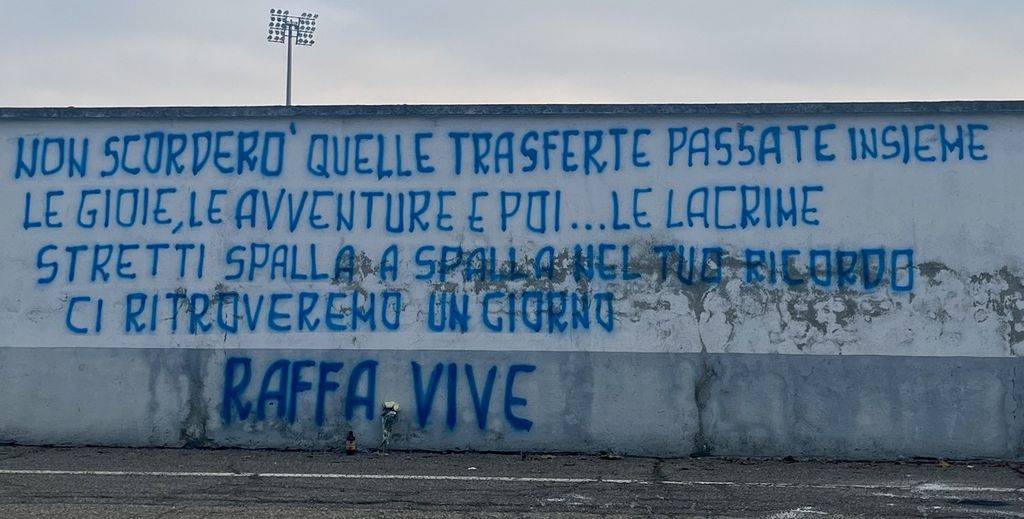 NON SCORDERO' QUELLE TRASFERTE PASSATE INSIEME
LE GIOIE, LE AVVENTURE E POI...LE LACRIME
STRETTI SPALLA A SPALLA NEL TUO RICORDO
CI RITROVEREMO UN GIORNO
RAFFA VIVE